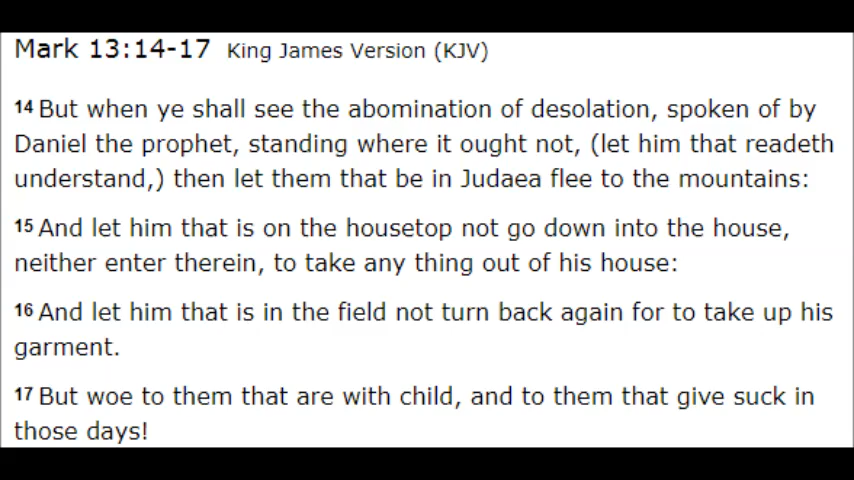 Mark 13:14-17 King James Version (KJV)
14 But when ye shall see the abomination of desolation, spoken of by
Daniel the prophet, standing where it ought not, (let him that readeth
understand,) then let them that be in Judaea flee to the mountains:
15 And let him that is on the housetop not go down into the house,
neither enter therein, to take any thing out of his house:
16 And let him that is in the field not turn back again for to take up his
garment.
17 But woe to them that are with child, and to them that give suck in
those days!